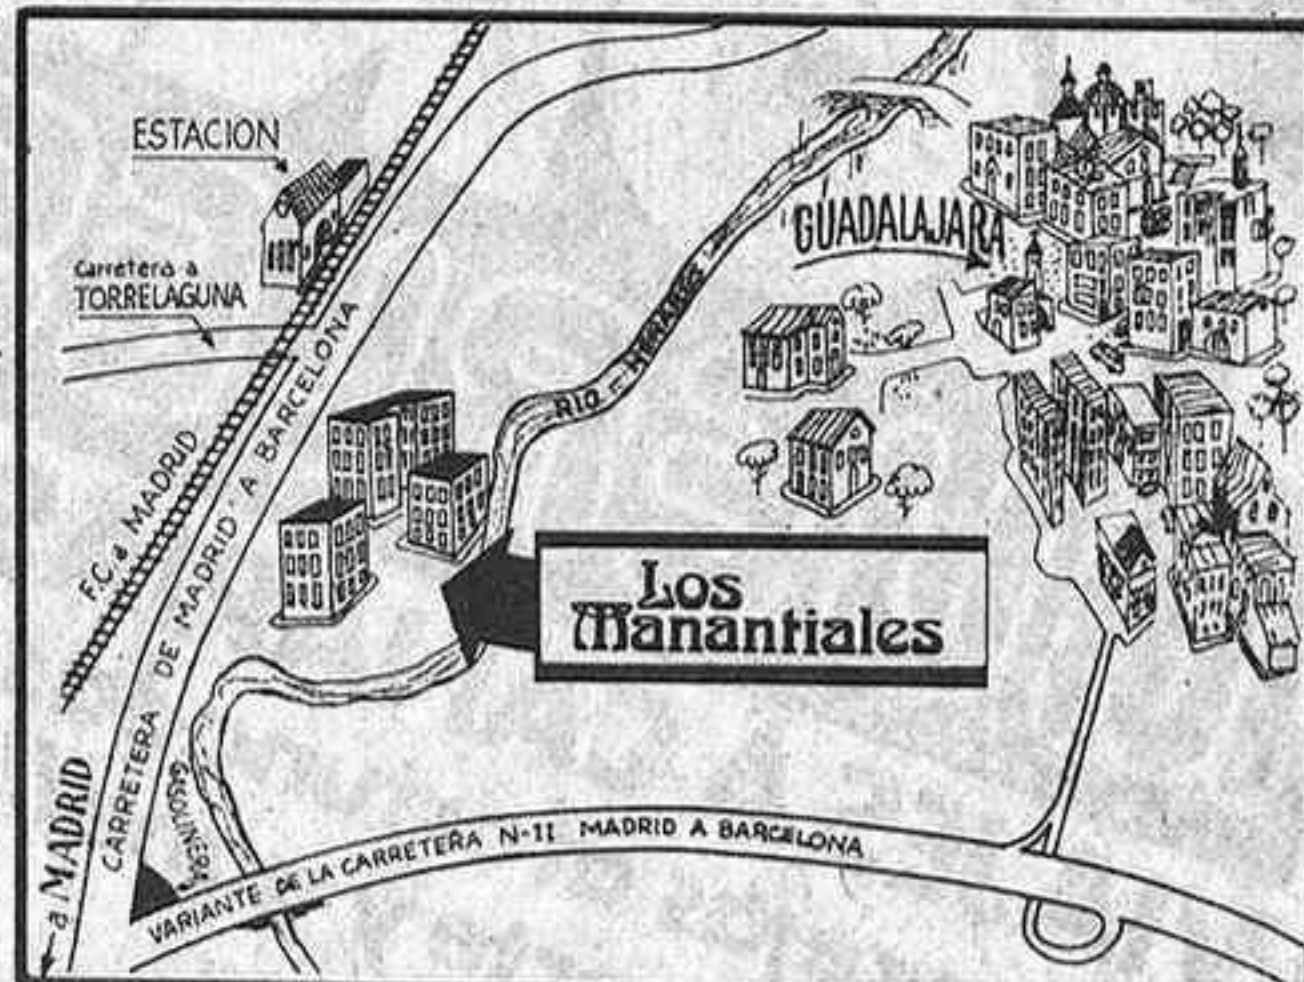 ESTACION
Carretera a
TORRELAGUNA
GUADALAJARA
RIO - HENARES
F.C. a MADRID
CARRETERA DE MADRID A BARCELONA
Los
Manantiales
a MADRID
GASOLINERA
VARIANTE DE LA CARRETERA N-II MADRID A BARCELONA